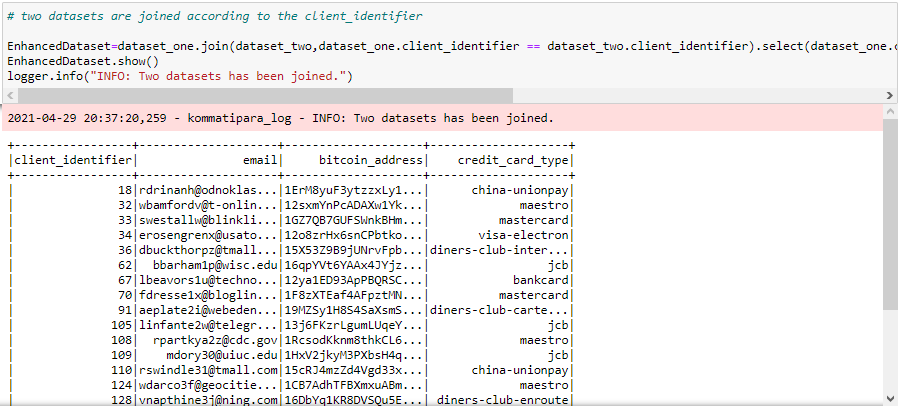 # two datasets are joined according to the client_identifier
EnhancedDataset=dataset_one.join(dataset_two,dataset_one.client_identifier == dataset_two.client_identifier).select(dataset_one.c
EnhancedDataset.show()
logger.info("INFO: Two datasets has been joined.")
2021-04-29 20:37:20,259 - kommatipara_log - INFO: Two datasets has been joined.
+-----------------+--------------------+--------------------+--------------------+
|client_identifier|               email|     bitcoin_address|    credit_card_type|
+-----------------+--------------------+--------------------+--------------------+
|               18|rdrinanh@odnoklas...|1ErM8yuF3ytzzxLy1...|      china-unionpay|
|               32|wbamfordv@t-onlin...|12sxmYnPcADAXw1Yk...|             maestro|
|               33|swestallw@blinkli...|1GZ7QB7GUFSWnkBHm...|          mastercard|
|               34|erosengrenx@usato...|12o8zrHx6snCPbtko...|       visa-electron|
|               36|dbuckthorpz@tmall...|15X53Z9B9jUNrvFpb...|diners-club-inter...|
|               62|  bbarham1p@wisc.edu|16qpYVt6YAAx4JYjz...|                 jcb|
|               67|lbeavors1u@techno...|12ya1ED93ApPBQRSC...|            bankcard|
|               70|fdresse1x@bloglin...|1F8zXTEaf4AFpztMN...|          mastercard|
|               91|aeplate2i@webeden...|19MZSy1H8S4SaXsmS...|diners-club-carte...|
|              105|linfante2w@telegr...|13j6FKzrLgumLUqeY...|                 jcb|
|              108|  rpartkya2z@cdc.gov|1RcsodKknm8thkCL6...|             maestro|
|              109|    mdory30@uiuc.edu|1HxV2jkyM3PXbsH4q...|                 jcb|
|              110|rswindle31@tmall.com|15cRJ4mzZd4Vgd33x...|      china-unionpay|
|              124|wdarco3f@geocitie...|1CB7AdhTFBXmxuABm...|             maestro|
|              128|vnapthine3j@ning.com|16DbYq1KR8DVSQu5E...| diners-club-enroute|